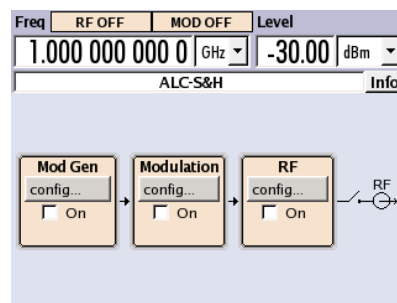 Freq RF OFF MOD OFF Level
1.000 000 000 0 GHz -30.00 dBm
ALC-S&H Info
Mod Gen Modulation RF
config... config... config... RF
On On On